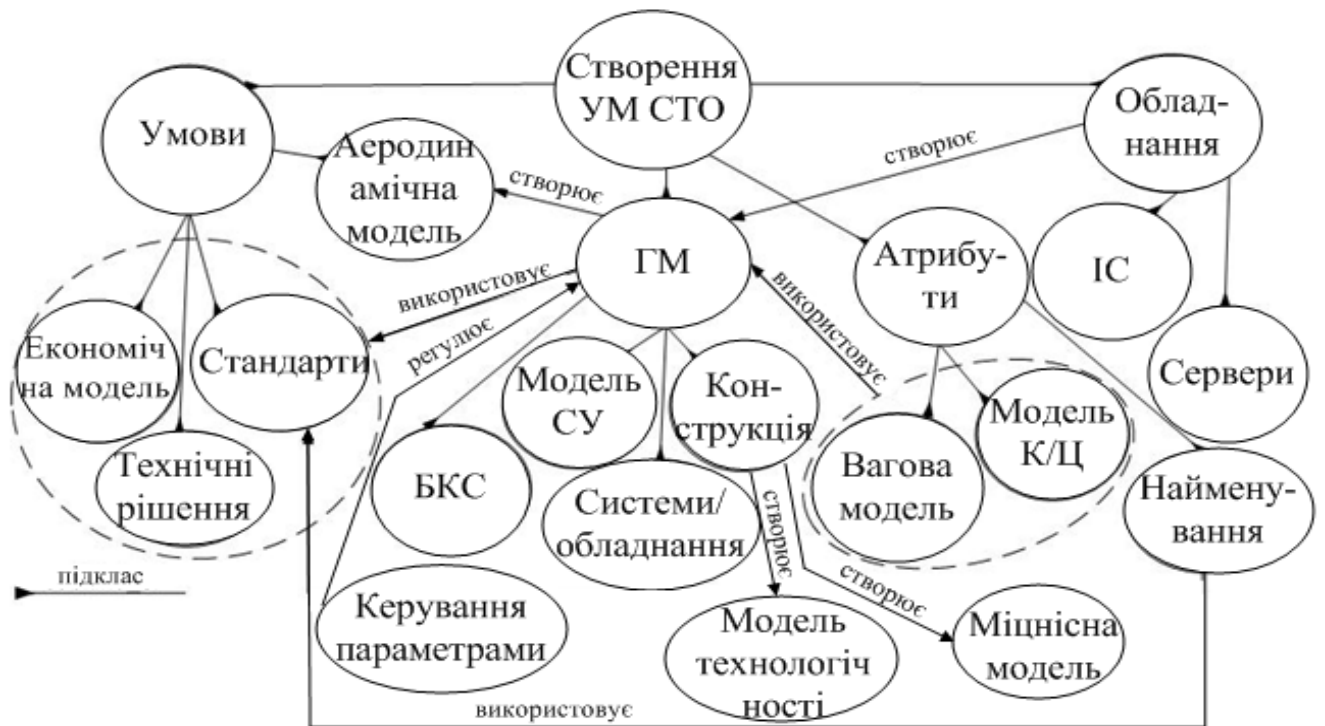 Створення
УМ СТО
Умови
Облад-
нання
Аеродин
амічна
модель
створює
створює
ГМ
Атрибу-
ти
ІС
використовує
використовує
регулює
Економіч
на модель
Стандарти
Модель
СУ
Кон-
струкція
Сервери
Модель
К/Ц
Технічні
рішення
БКС
Системи/
обладнання
Вагова
модель
Наймену-
вання
підклас
створює
створює
Керування
параметрами
Модель
технологіч
ності
Міцнісна
модель
використовує